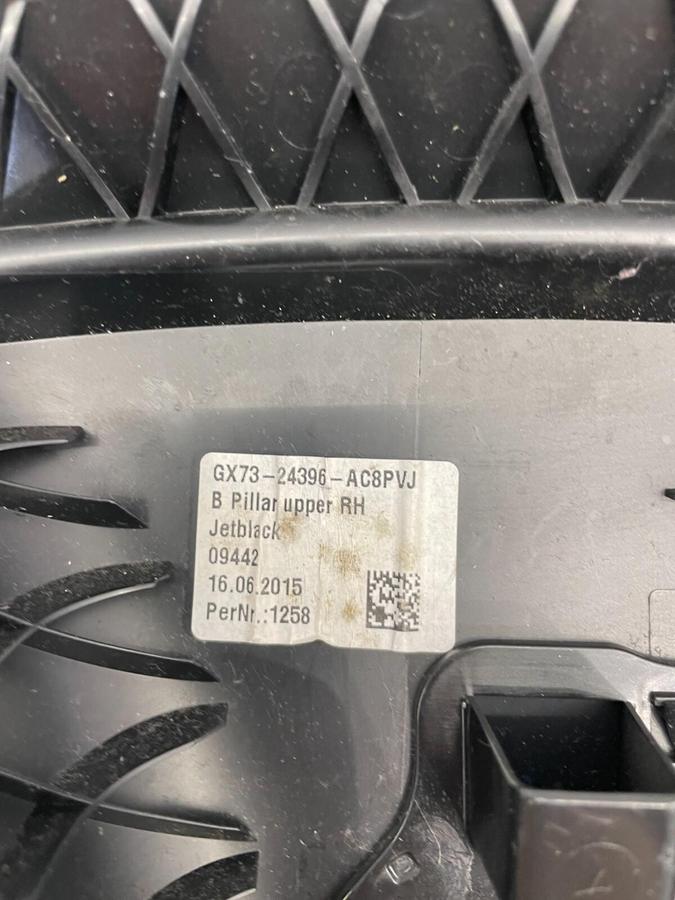 GX73-24396-AC8PVJ
B Pillar upper RH
Jetblack
09442
16.06.2015
PerNr.:1258